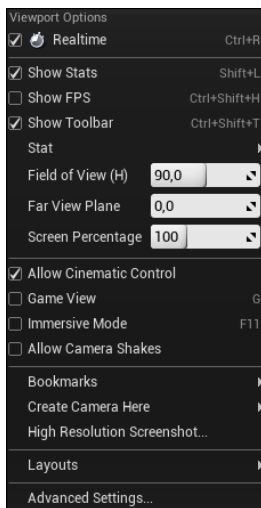 Viewport Options
Realtime Ctrl+R
Show Stats Shift+L
Show FPS Ctrl+Shift+H
Show Toolbar Ctrl+Shift+T
Stat
Field of View (H) 90,0
Far View Plane 0,0
Screen Percentage 100
Allow Cinematic Control
Game View G
Immersive Mode F11
Allow Camera Shakes
Bookmarks
Create Camera Here
High Resolution Screenshot...
Layouts
Advanced Settings...